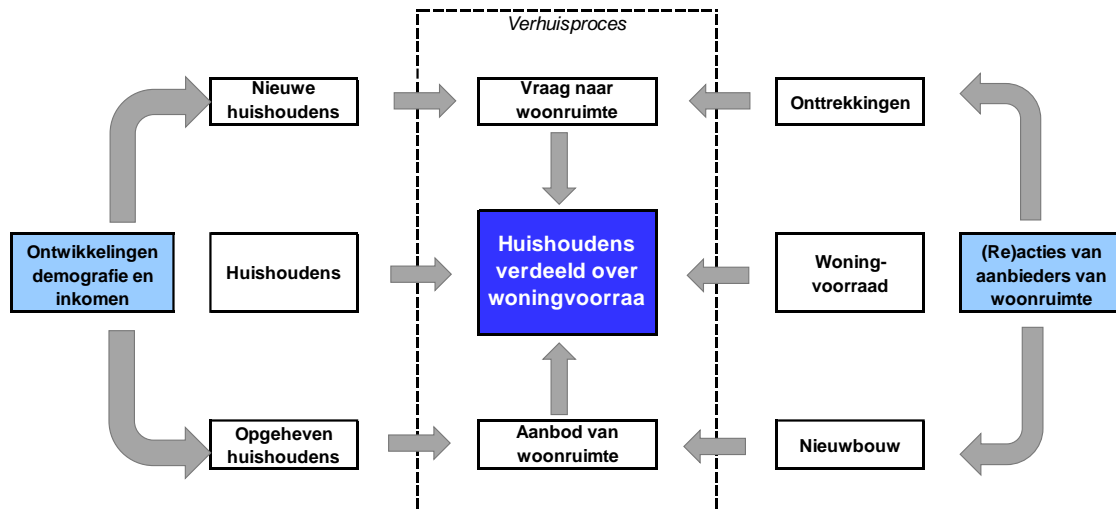 Verhuisproces
Nieuwe
huishoudens
Vraag naar
woonruimte
Onttrekkingen
Ontwikkelingen
demografie en
inkomen
Huishoudens
Huishoudens
verdeeld over
woningvoorraa
Woning-
voorraad
(Re)acties van
aanbieders van
woonruimte
Opgeheven
huishoudens
Aanbod van
woonruimte
Nieuwbouw